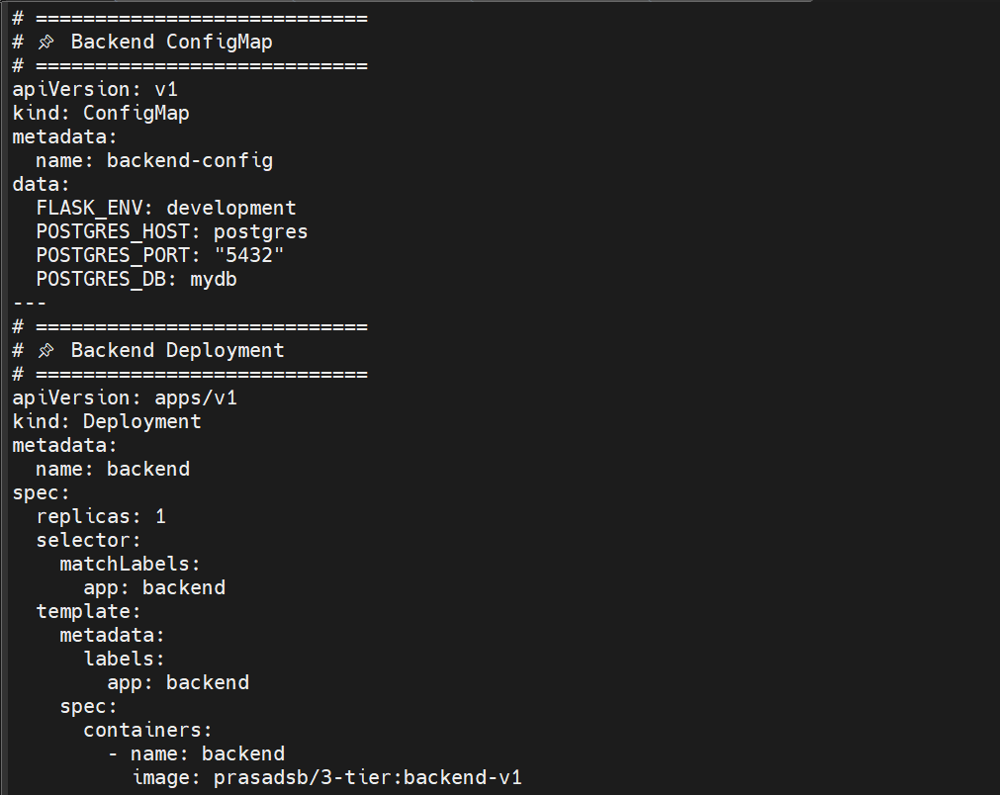 # ============================
# 📌 Backend ConfigMap
# ============================
apiVersion: v1
kind: ConfigMap
metadata:
  name: backend-config
data:
  FLASK_ENV: development
  POSTGRES_HOST: postgres
  POSTGRES_PORT: "5432"
  POSTGRES_DB: mydb
---
# ============================
# 📌 Backend Deployment
# ============================
apiVersion: apps/v1
kind: Deployment
metadata:
  name: backend
spec:
  replicas: 1
  selector:
    matchLabels:
      app: backend
  template:
    metadata:
      labels:
        app: backend
    spec:
      containers:
        - name: backend
          image: prasadsb/3-tier:backend-v1